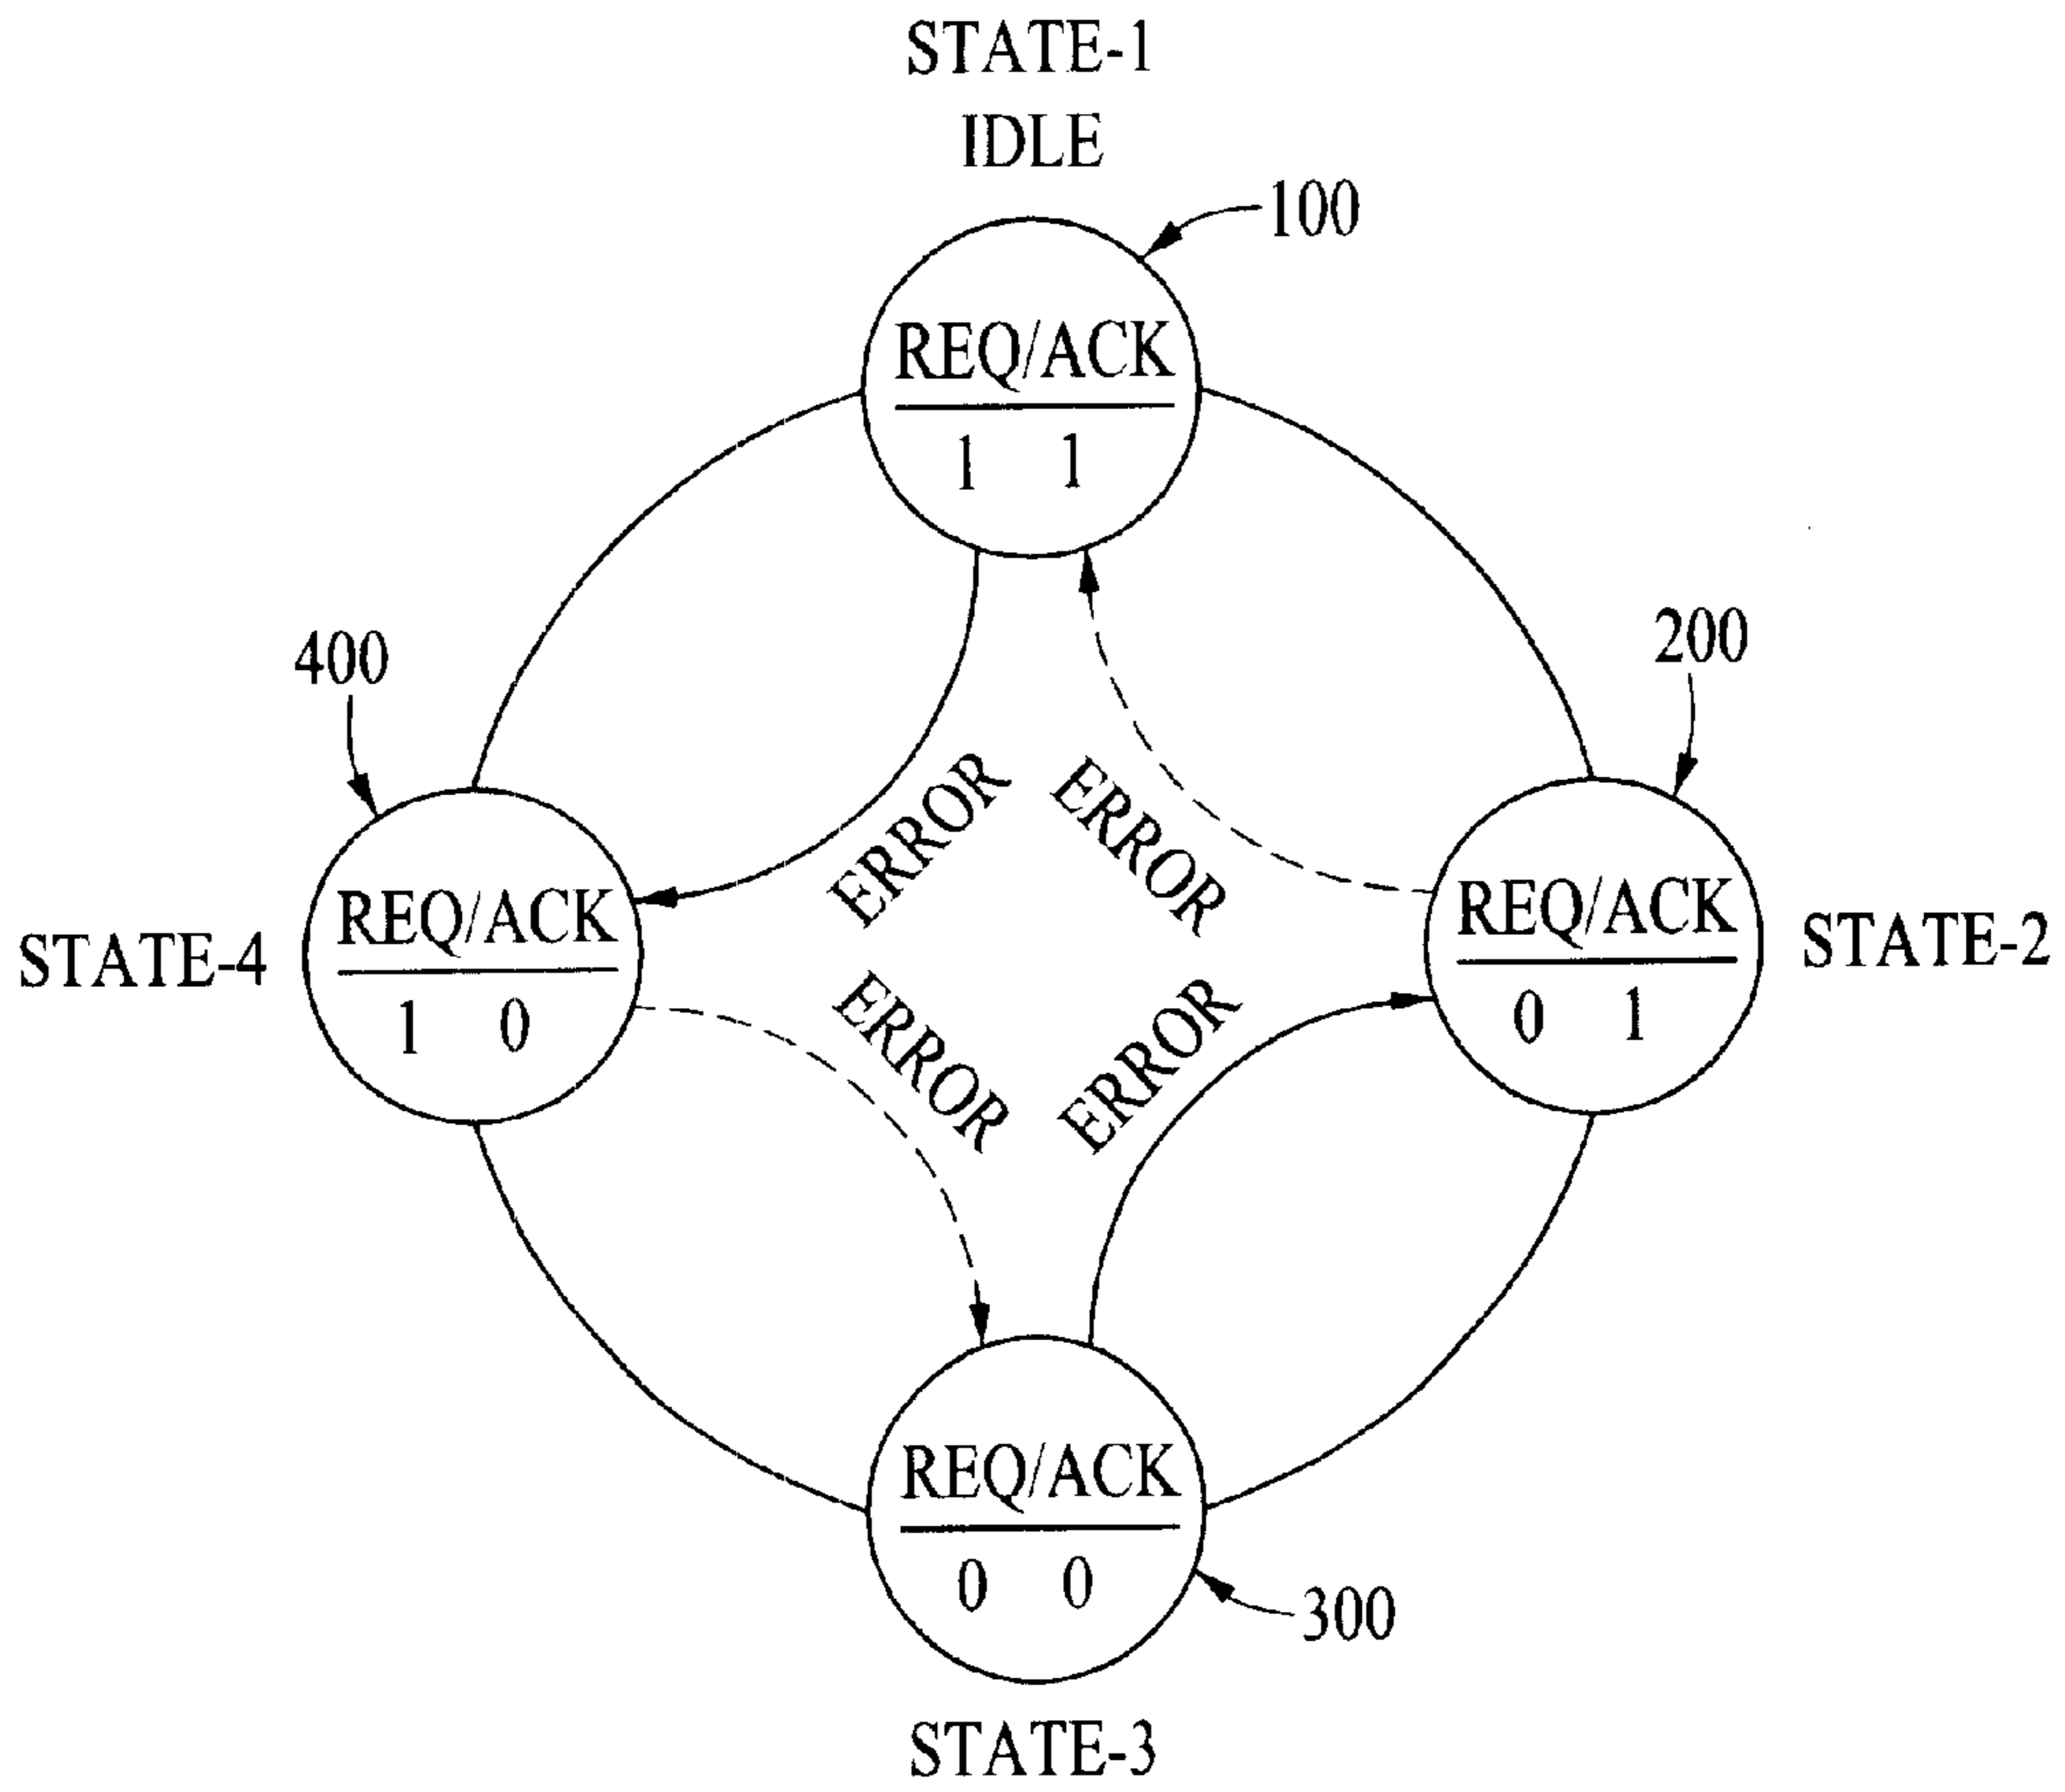 STATE-1
IDLE
100
REQ/ACK
1 1
400
200
ERROR
ERROR
REQ/ACK
1 0
STATE-4
REQ/ACK
0 1
STATE-2
ERROR
ERROR
REQ/ACK
0 0
300
STATE-3